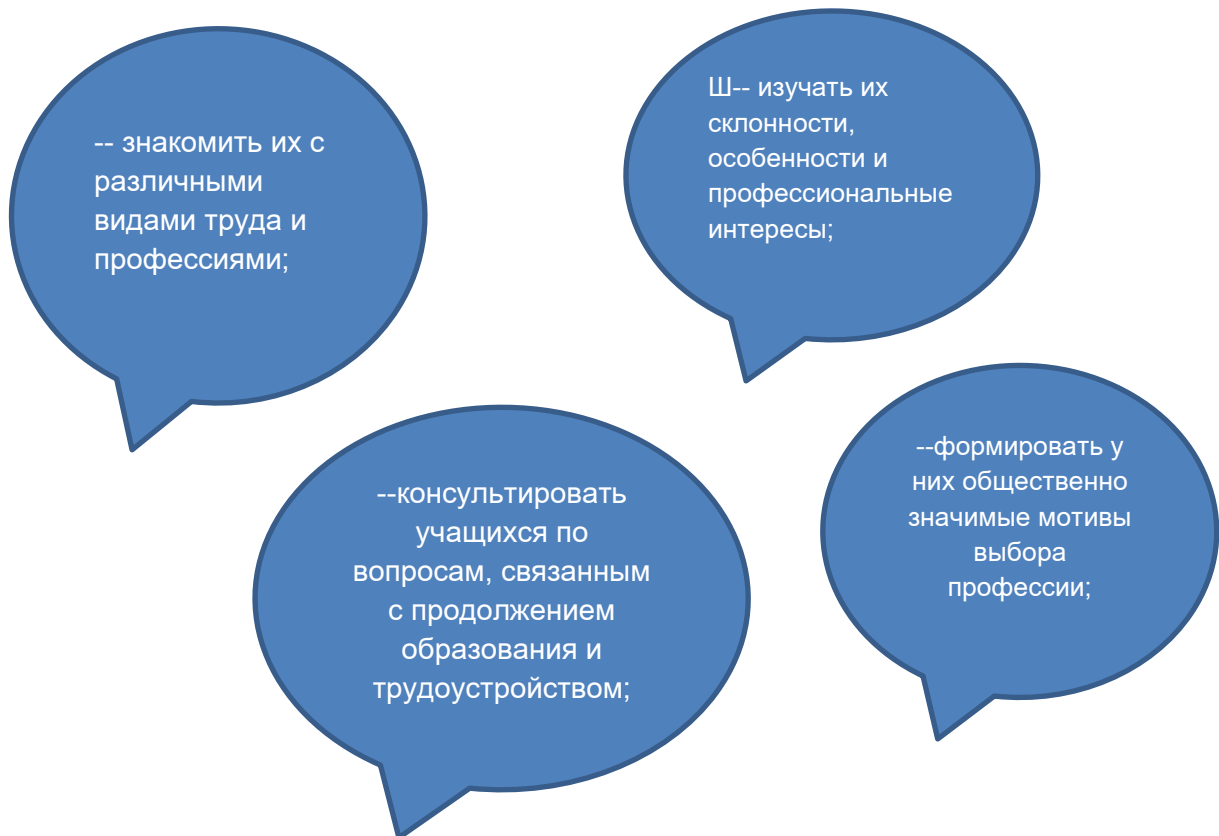 -- знакомить их с
различными
видами труда и
профессиями;
Ш-- изучать их
склонности,
особенности и
профессиональные
интересы;
--консультировать
учащихся по
вопросам, связанным
с продолжением
образования и
трудоустройством;
--формировать у
них общественно
значимые мотивы
выбора
профессии;